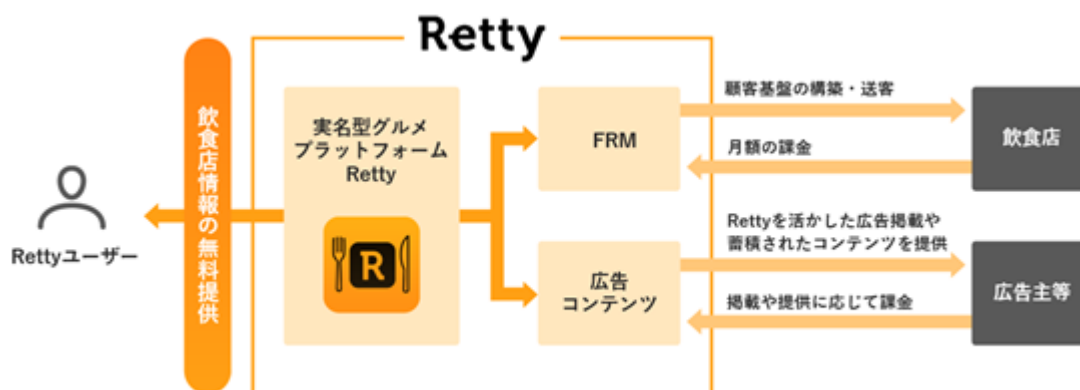 Retty
飲食店情報の無料提供
Rettyユーザー
実名型グルメ
プラットフォーム
Retty
R
FRM
広告
コンテンツ
顧客基盤の構築・送客
月額の課金
飲食店
Rettyを活かした広告掲載や
蓄積されたコンテンツを提供
掲載や提供に応じて課金
広告主等